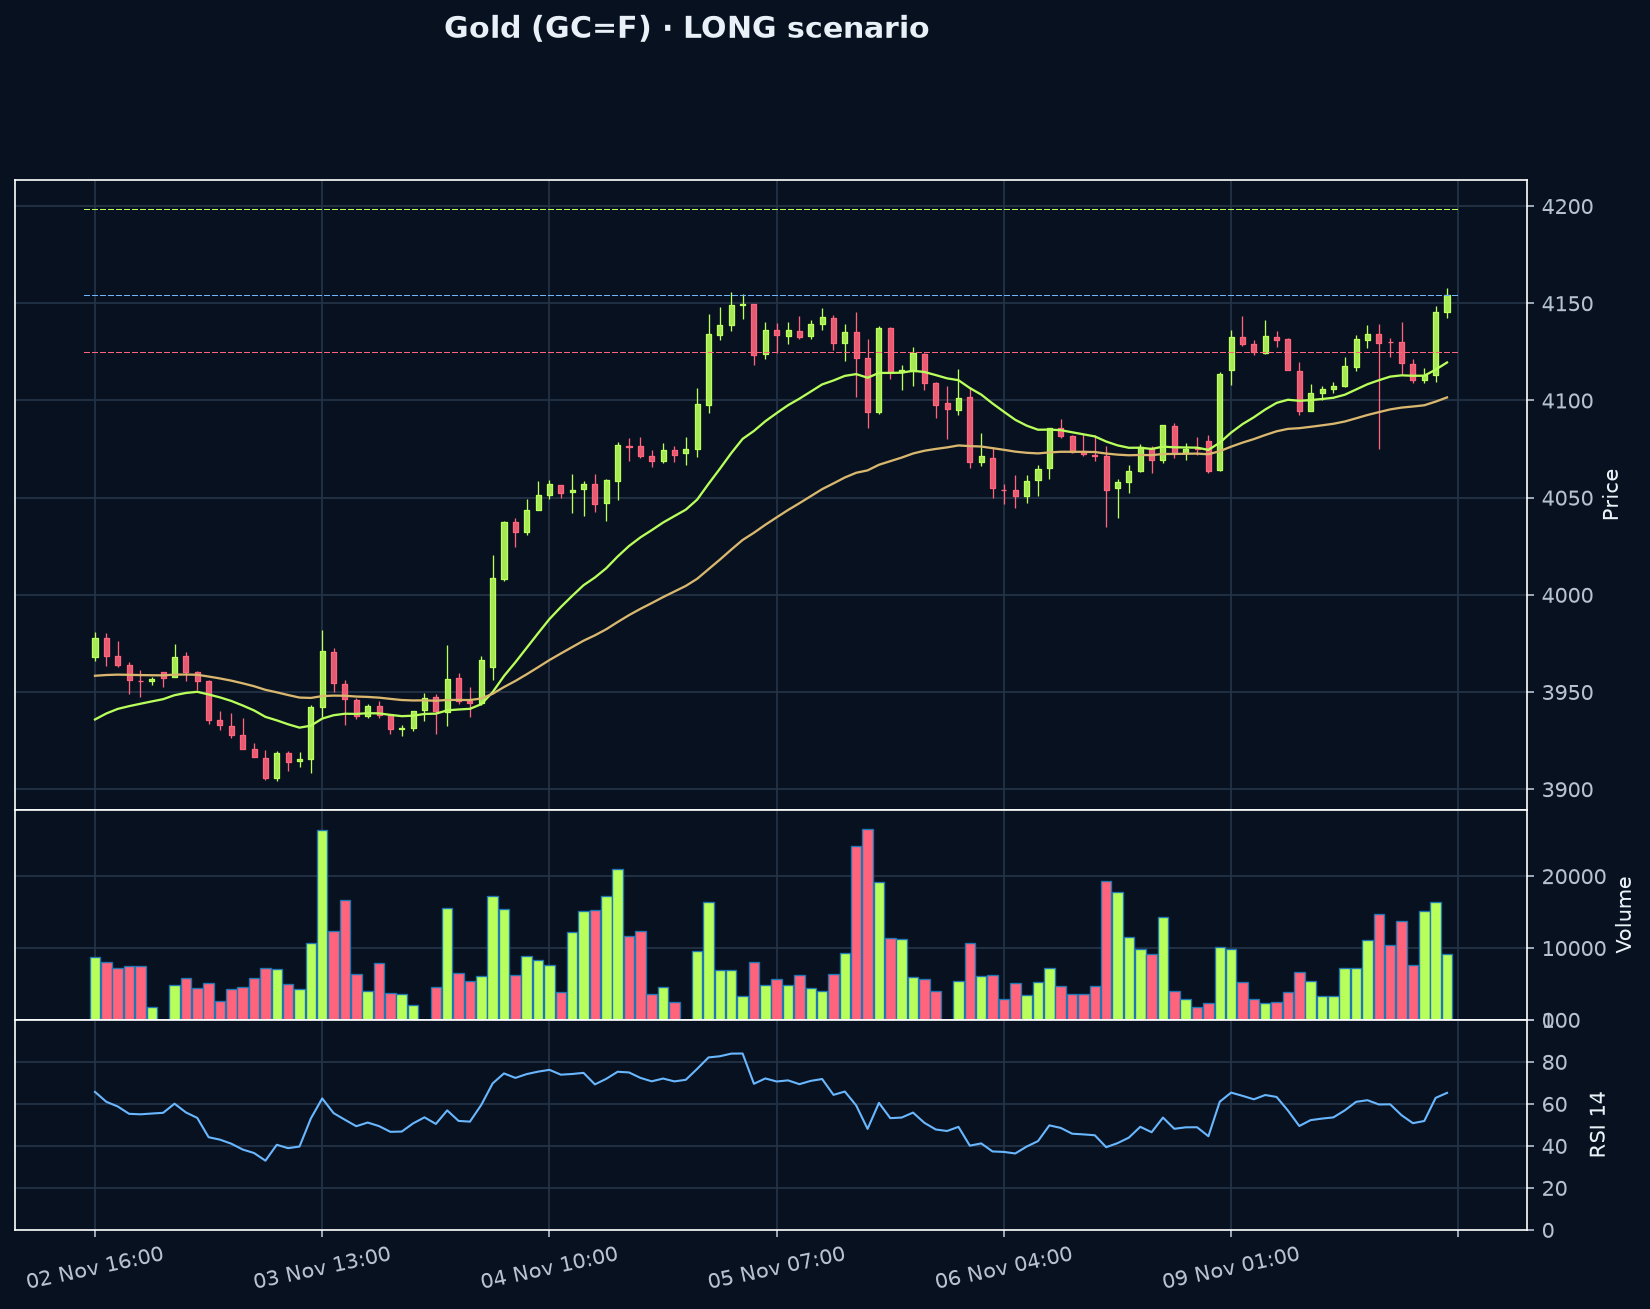 Gold (GC=F) · LONG scenario
4200
4150
4100
4050
4000
3950
3900
Price
20000
10000
0
Volume
100
80
60
40
20
0
RSI 14
02 Nov 16:00
03 Nov 13:00
04 Nov 10:00
05 Nov 07:00
06 Nov 04:00
09 Nov 01:00